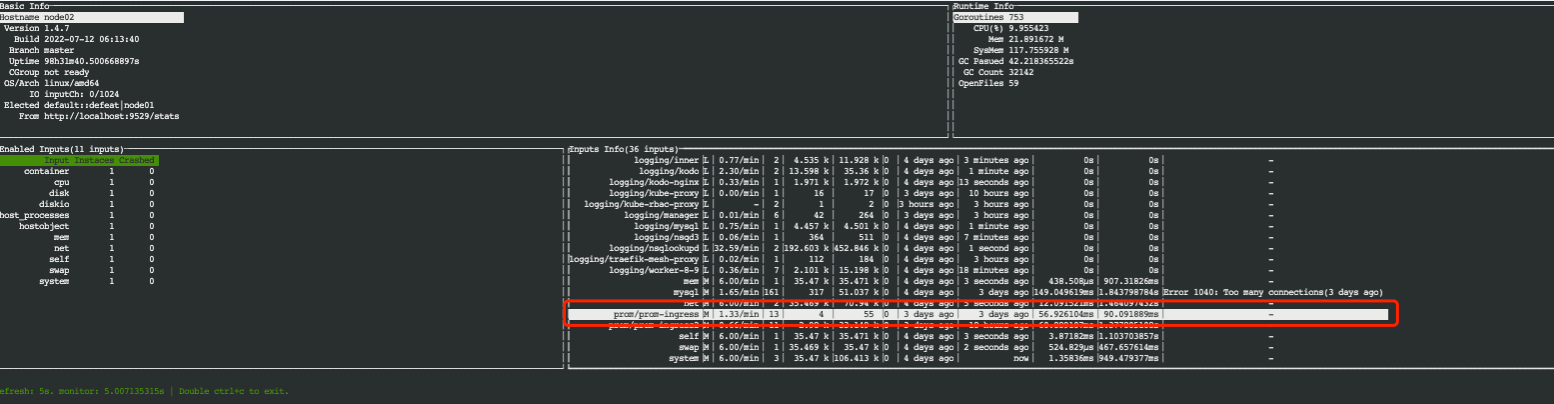 Basic Info
Hostname node02
Version 1.4.7
Build 2022-07-12 06:13:40
Branch master
Uptime 98h31m40.500668897s
CGroup not ready
OS/Arch linux/amd64
IO inputCh: 0/1024
Elected default::defeat|node01
From http://localhost:9529/stats
Runtime Info
Goroutines 753
CPU(%) 9.955423
Mem 21.891672 M
SysMem 117.755928 M
GC Pasued 42.218365522s
GC Count 32142
OpenFiles 59
Enabled Inputs(11 inputs)
Input Instaces Crashed
container 1 0
cpu 1 0
disk 1 0
diskio 1 0
host_processes 1 0
hostobject 1 0
mem 1 0
net 1 0
self 1 0
swap 1 0
system 1 0
Inputs Info(36 inputs)
logging/inner |L| 0.77/min| 2| 4.535 k|11.928 k|0 |4 days ago| 3 minutes ago| 0s| 0s| -
logging/kodo|L| 2.30/min| 2|13.598 k| 35.36 k|0 |4 days ago| 1 minute ago| 0s| 0s| -
logging/kodo-nginx|L| 0.33/min| 1| 1.971 k| 1.972 k|0 |4 days ago|13 seconds ago| 0s| 0s| -
logging/kube-proxy|L| 0.00/min| 1| 16| 17 |0 |3 days ago| 10 hours ago| 0s| 0s| -
logging/kube-rbac-proxy|L| -| 2| 1| 2 |0 |3 hours ago| 3 hours ago| 0s| 0s| -
logging/manager|L| 0.01/min| 6| 42| 264 |0 |3 days ago| 3 hours ago| 0s| 0s| -
logging/mysql|L| 0.75/min| 1| 4.457 k| 4.501 k|0 |4 days ago| 1 minute ago| 0s| 0s| -
logging/nsqd3|L| 0.06/min| 1| 364| 511 |0 |4 days ago| 7 minutes ago| 0s| 0s| -
logging/nsqlookupd|L|32.59/min| 2|192.603 k|452.846 k|0 |4 days ago| 1 second ago| 0s| 0s| -
logging/traefik-mesh-proxy|L| 0.02/min| 1| 112| 184 |0 |4 days ago| 3 hours ago| 0s| 0s| -
logging/worker-8-9|L| 0.36/min| 7| 2.101 k| 15.198 k|0 |4 days ago|18 minutes ago| 0s| 0s| -
mem|M| 6.00/min| 1| 35.47 k| 35.471 k|0 |4 days ago| 3 seconds ago| 438.508µs| 907.31826ms| -
mysql|M| 1.65/min|161| 317| 51.037 k|0 |4 days ago| 3 days ago|149.049619ms|1.843798784s|Error 1040: Too many connections(3 days ago)
net|M| 6.00/min| 2| 35.469 k| 70.94 k|0 |4 days ago| 5 seconds ago| 12.091521ms|1.464097432s| -
prom/prom-ingress|M| 1.33/min| 13| 4| 55 |0 |3 days ago| 3 days ago|56.926104ms| 90.091889ms| -
self|M| 6.00/min| 1| 35.47 k| 35.471 k|0 |4 days ago| 3 seconds ago| 3.87182ms|1.103703857s| -
swap|M| 6.00/min| 1| 35.469 k| 35.47 k|0 |4 days ago| 2 seconds ago| 524.829µs|467.657614ms| -
system|M| 6.00/min| 3| 35.47 k|106.413 k|0 |4 days ago| now| 1.35836ms|949.479377ms| -
efresh: 5s. monitor: 5.007135315s | Double ctrl+c to exit.